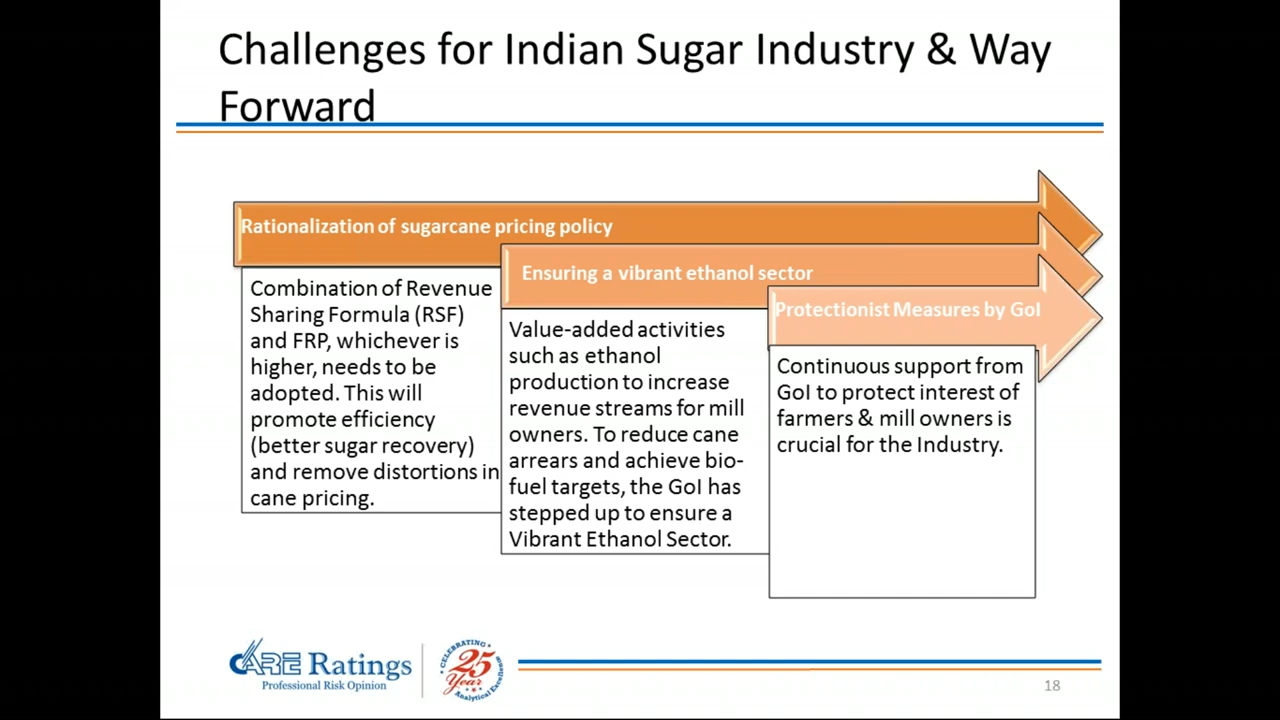 Challenges for Indian Sugar Industry & Way
Forward
Rationalization of sugarcane pricing policy
Combination of Revenue
Sharing Formula (RSF)
and FRP, whichever is
higher, needs to be
adopted. This will
promote efficiency
(better sugar recovery)
and remove distortions in
cane pricing.
Ensuring a vibrant ethanol sector
Value-added activities
such as ethanol
production to increase
revenue streams for mill
owners. To reduce cane
arrears and achieve bio-
fuel targets, the GoI has
stepped up to ensure a
Vibrant Ethanol Sector.
Protectionist Measures by GoI
Continuous support from
GoI to protect interest of
farmers & mill owners is
crucial for the Industry.
CARE Ratings
Professional Risk Opinion
CELEBRATING
25
Year
Analytical Excellence
18